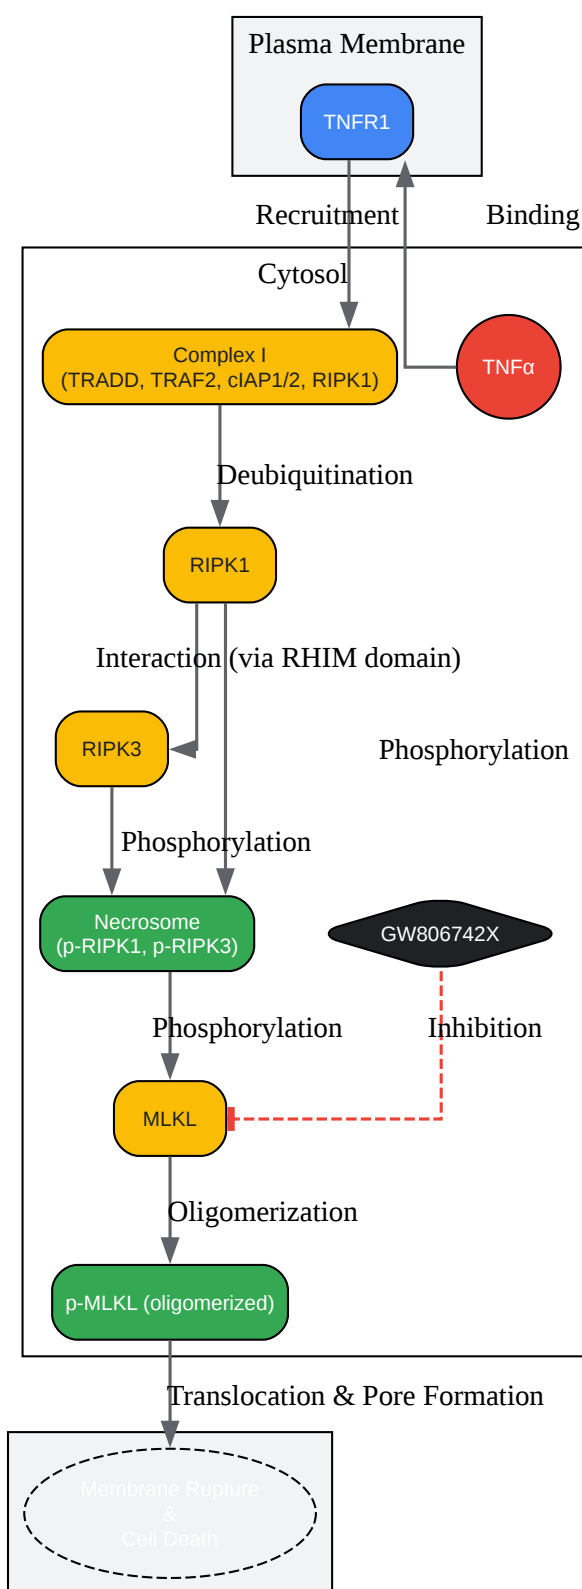 Plasma Membrane
TNFR1
Recruitment
Binding
Cytosol
Complex I
(TRADD, TRAF2, cIAP1/2, RIPK1)
TNFα
Deubiquitination
RIPK1
Interaction (via RHIM domain)
RIPK3
Phosphorylation
Phosphorylation
Necrosome
(p-RIPK1, p-RIPK3)
GW806742X
Phosphorylation
Inhibition
MLKL
Oligomerization
p-MLKL (oligomerized)
Translocation & Pore Formation
Membrane Rupture
&
Cell Death